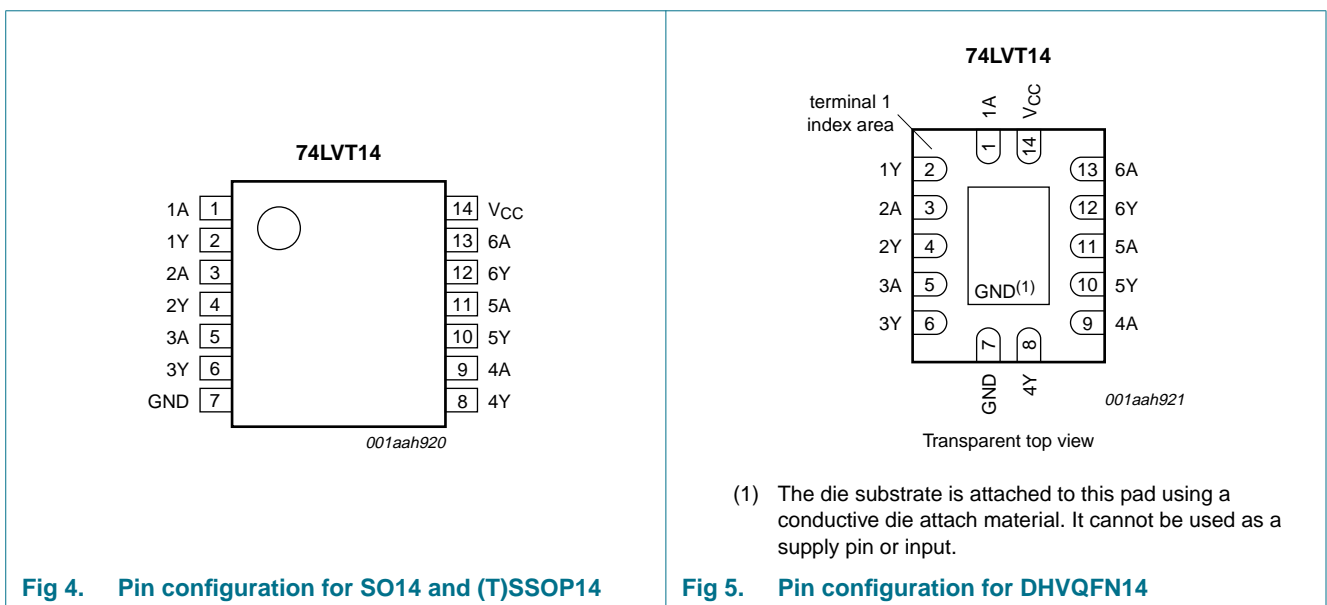 74LVT14
1A 1 14 VCC
1Y 2 13 6A
2A 3 12 6Y
2Y 4 11 5A
3A 5 10 5Y
3Y 6 9 4A
GND 7 8 4Y
001aah920
Fig 4. Pin configuration for SO14 and (T)SSOP14
74LVT14
terminal 1
index area
1A VCC
1 14
1Y 2 13 6A
2A 3 12 6Y
2Y 4 11 5A
3A 5 10 5Y
GND(1)
3Y 6 9 4A
7 8
GND 4Y
001aah921
Transparent top view
(1) The die substrate is attached to this pad using a
conductive die attach material. It cannot be used as a
supply pin or input.
Fig 5. Pin configuration for DHVQFN14